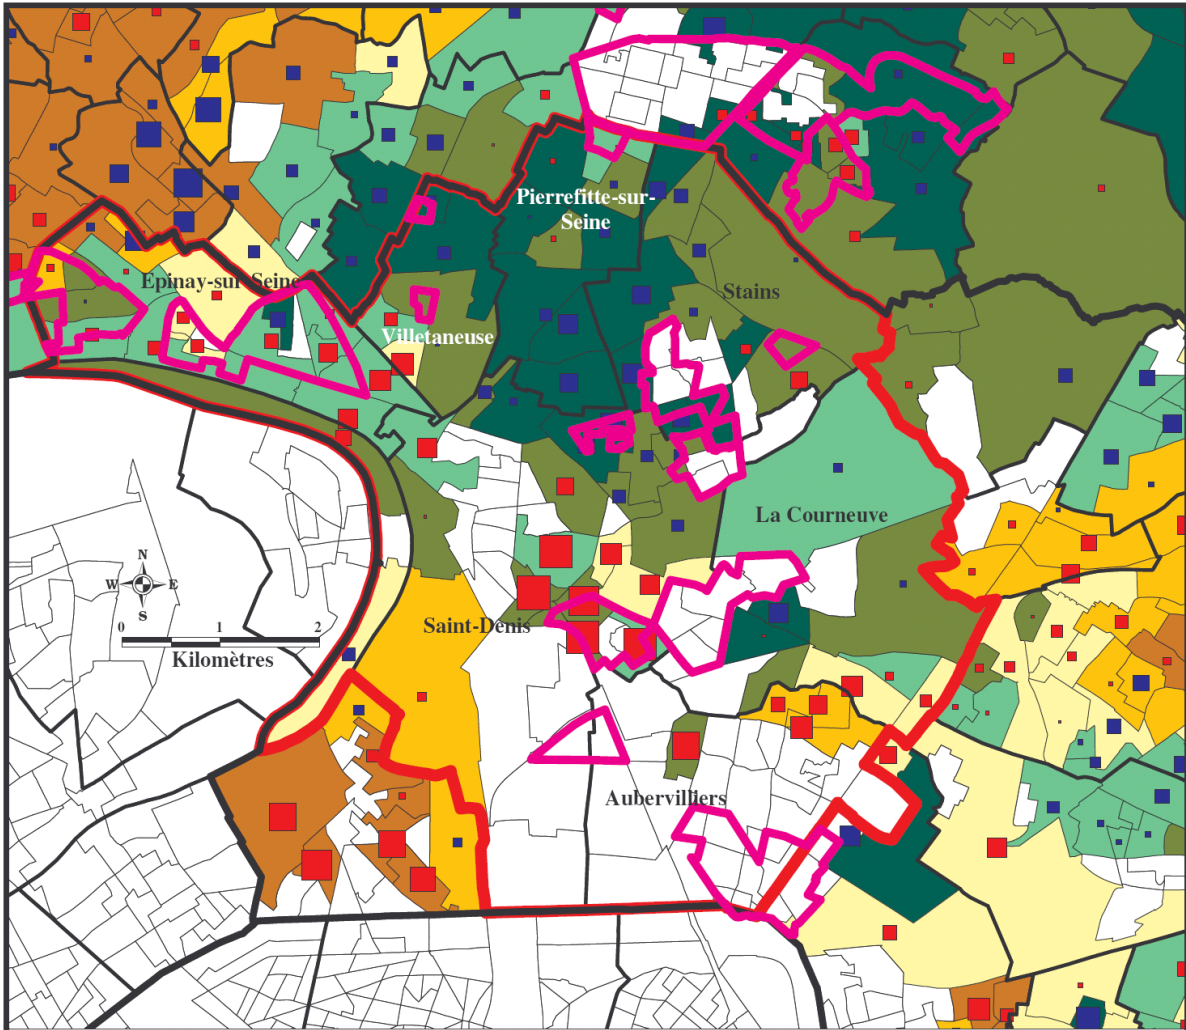 Pierrefitte-sur-
Seine
Epinay-sur-Seine
Stains
Villetaneuse
La Courneuve
N
W E
S
0 1 2
Kilomètres
Saint-Denis
Aubervilliers